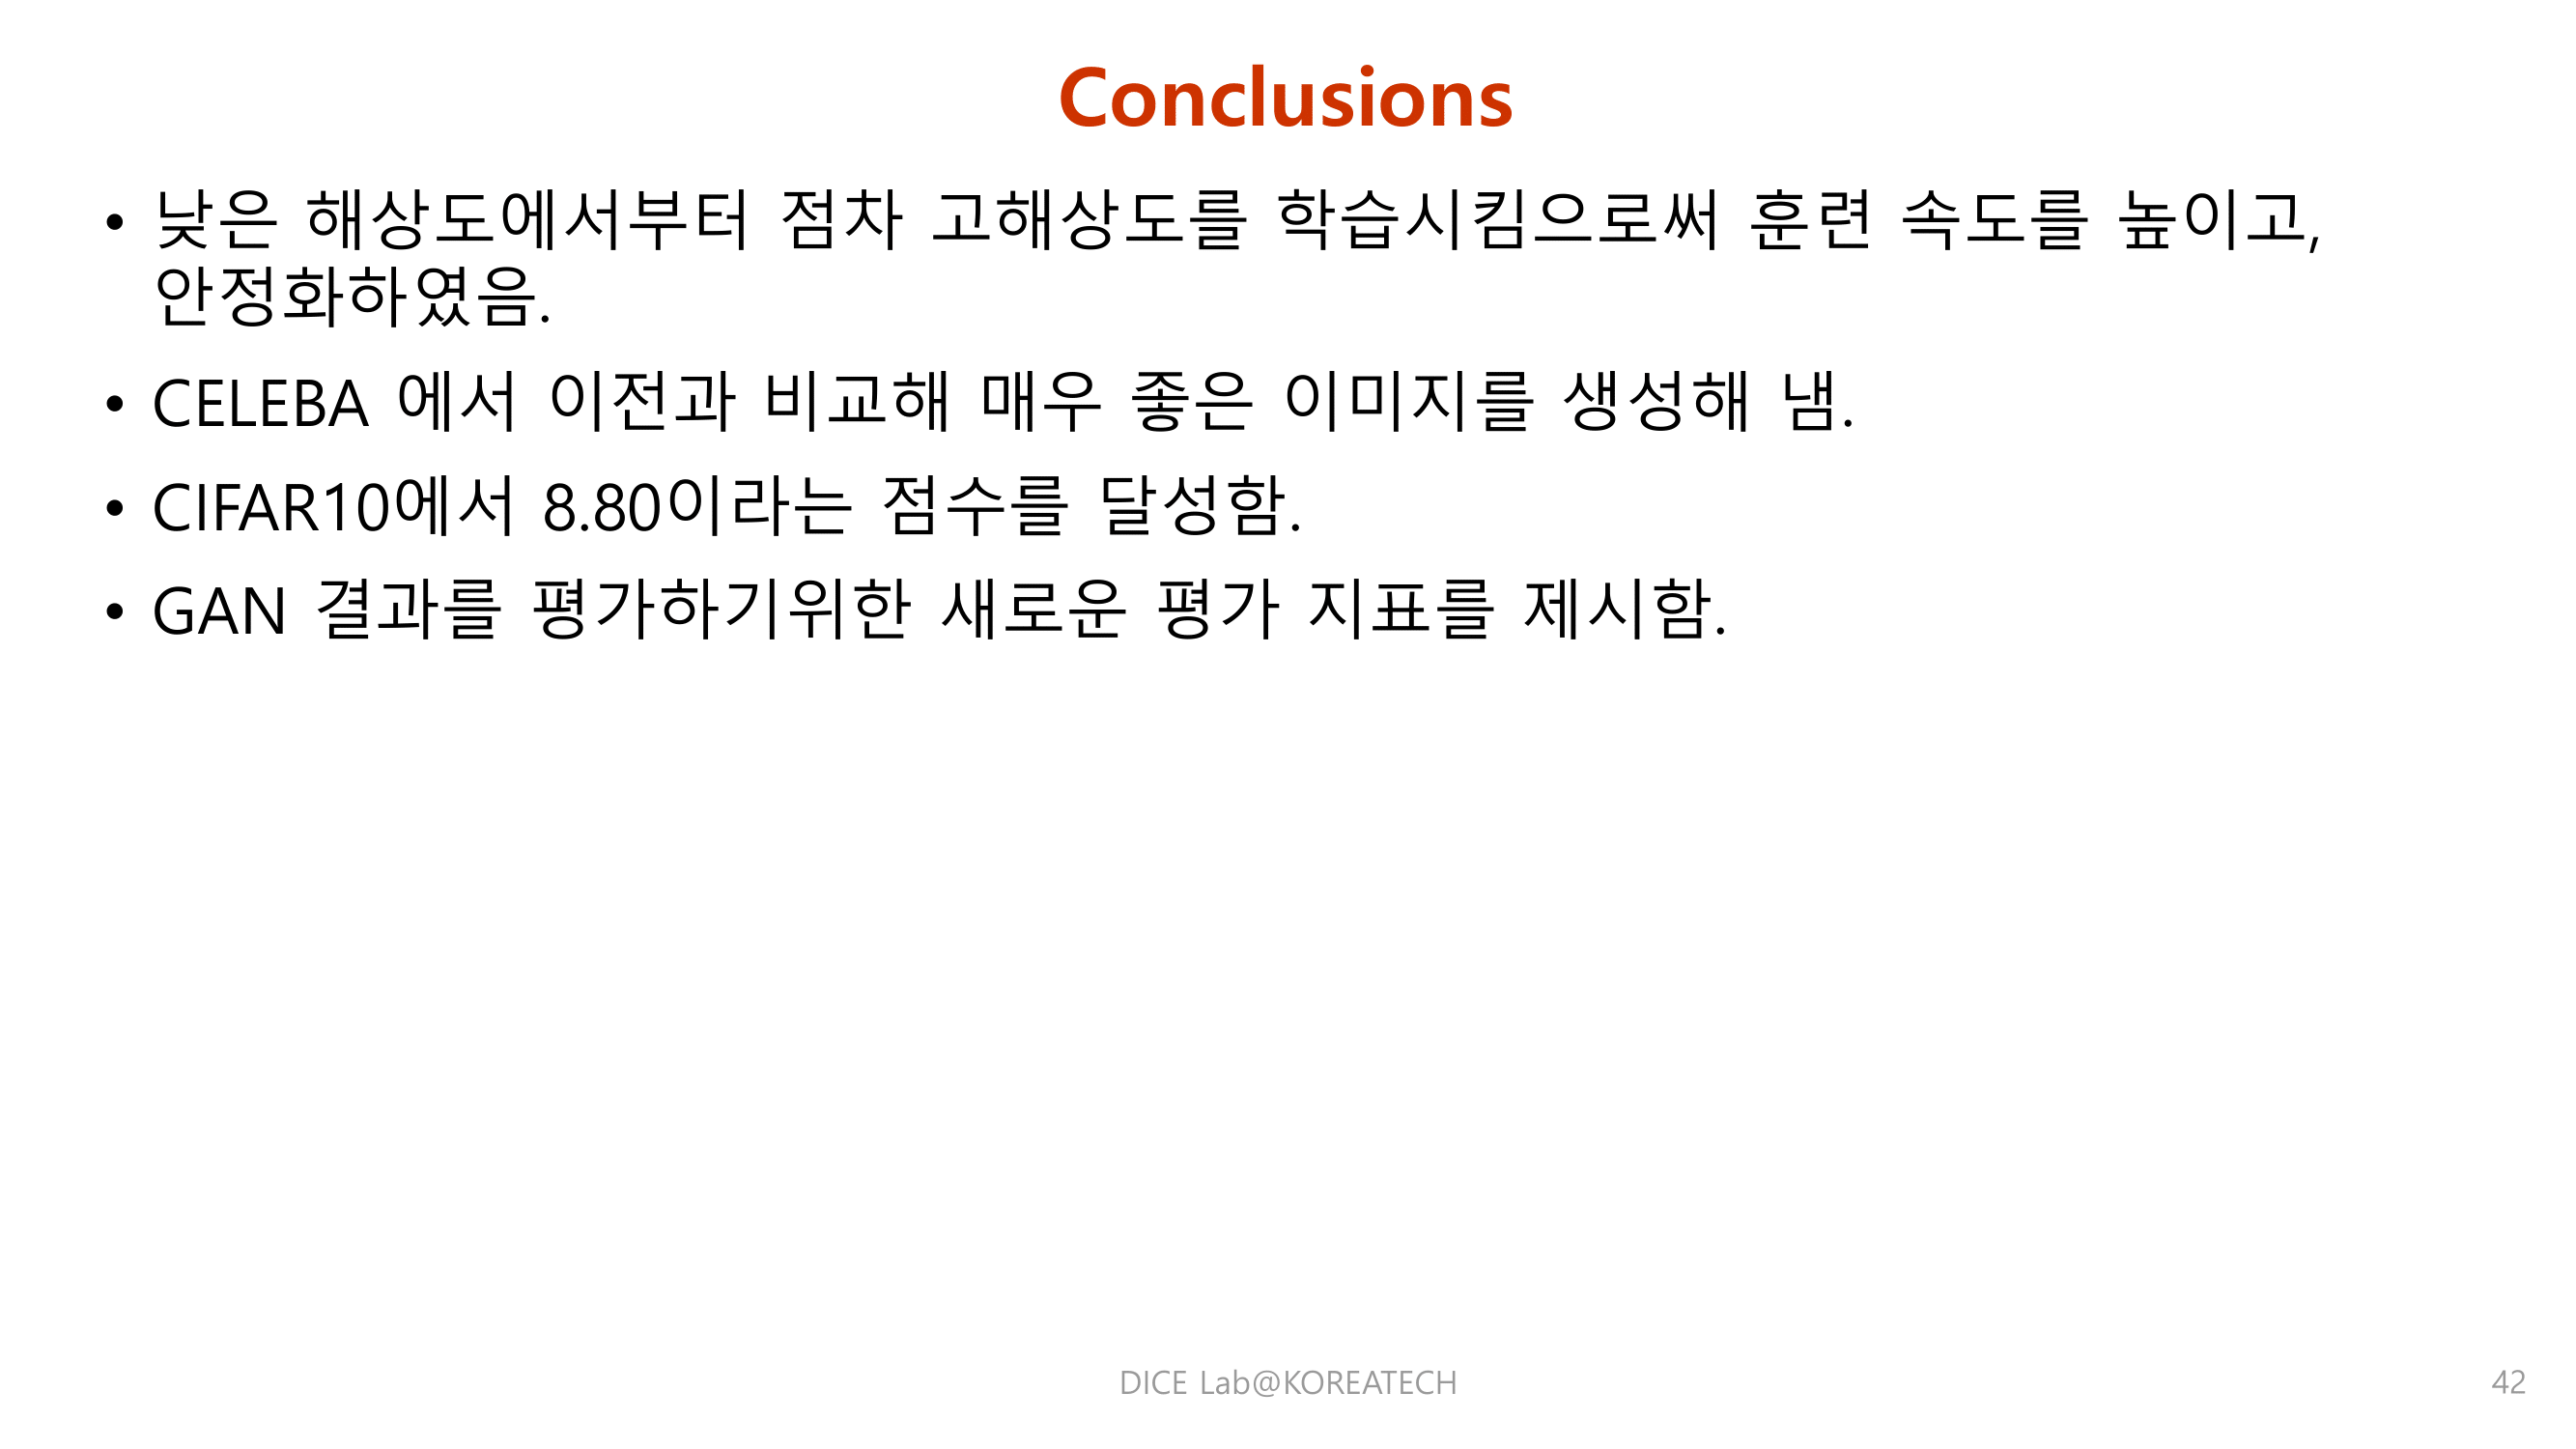 Conclusions
• 낮은 해상도에서부터 점차 고해상도를 학습시킴으로써 훈련 속도를 높이고,
안정화하였음.
• CELEBA 에서 이전과 비교해 매우 좋은 이미지를 생성해 냄.
• CIFAR10에서 8.80이라는 점수를 달성함.
• GAN 결과를 평가하기위한 새로운 평가 지표를 제시함.
DICE Lab@KOREATECH
42